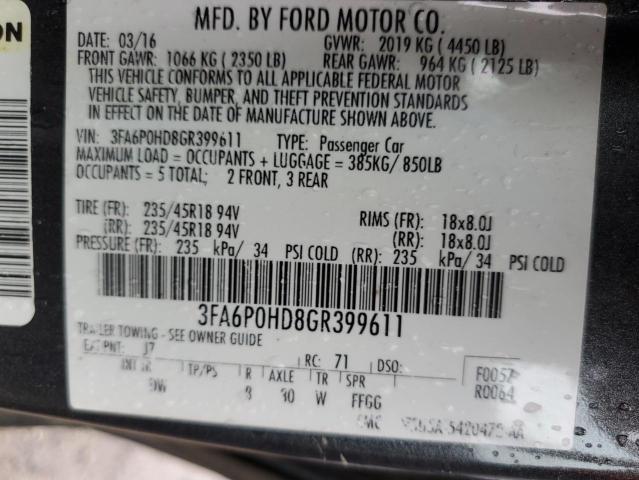 ON
MFD. BY FORD MOTOR CO.
DATE: 03/16 GVWR: 2019 KG ( 4450 LB)
FRONT GAWR: 1066 KG ( 2350 LB) REAR GAWR: 964 KG ( 2125 LB)
THIS VEHICLE CONFORMS TO ALL APPLICABLE FEDERAL MOTOR
VEHICLE SAFETY, BUMPER, AND THEFT PREVENTION STANDARDS
IN EFFECT ON THE DATE OF MANUFACTURE SHOWN ABOVE.
VIN: 3FA6P0HD8GR399611 TYPE: Passenger Car
MAXIMUM LOAD = OCCUPANTS + LUGGAGE = 385KG/ 850LB
OCCUPANTS = 5 TOTAL; 2 FRONT, 3 REAR
TIRE (FR): 235/45R18 94V RIMS (FR): 18x8.0J
(RR): 235/45R18 94V (RR): 18x8.0J
PRESSURE (FR): 235 kPa/ 34 PSI COLD (RR): 235 kPa/ 34 PSI COLD
3FA6P0HD8GR399611
TRAILER TOWING - SEE OWNER GUIDE
EXT PNT: J7 RC: 71 DSO: F0057
INT TR TP/PS R AXLE TR SPR R0064
DW W FFGG